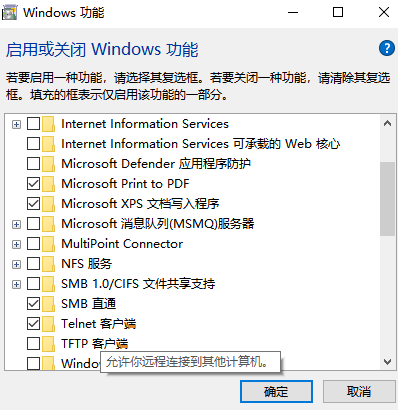 Windows 功能
启用或关闭 Windows 功能
若要启用一种功能，请选择其复选框。若要关闭一种功能，请清除其复选
框。填充的框表示仅启用该功能的一部分。
Internet Information Services
Internet Information Services 可承载的 Web 核心
Microsoft Defender 应用程序防护
Microsoft Print to PDF
Microsoft XPS 文档写入程序
Microsoft 消息队列(MSMQ)服务器
MultiPoint Connector
NFS 服务
SMB 1.0/CIFS 文件共享支持
SMB 直通
Telnet 客户端
TFTP 客户端
允许你远程连接到其他计算机。
确定
取消